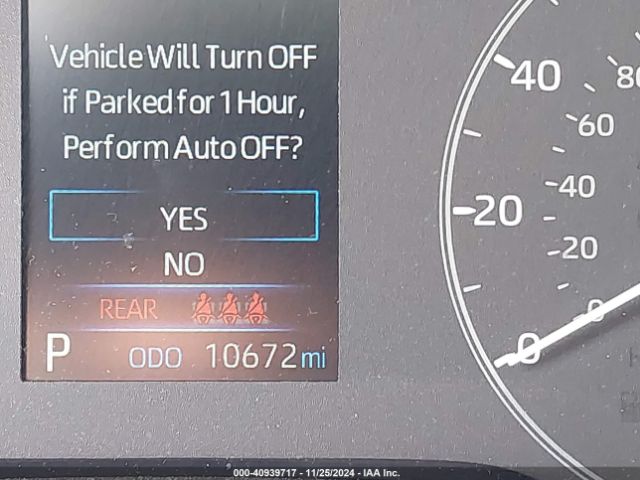 Vehicle Will Turn OFF
if Parked for 1 Hour,
Perform Auto OFF?
YES
NO
REAR
P ODO 10672 mi
40
20
0
80
60
40
20
0
000-40939717 - 11/25/2024 - IAA Inc.